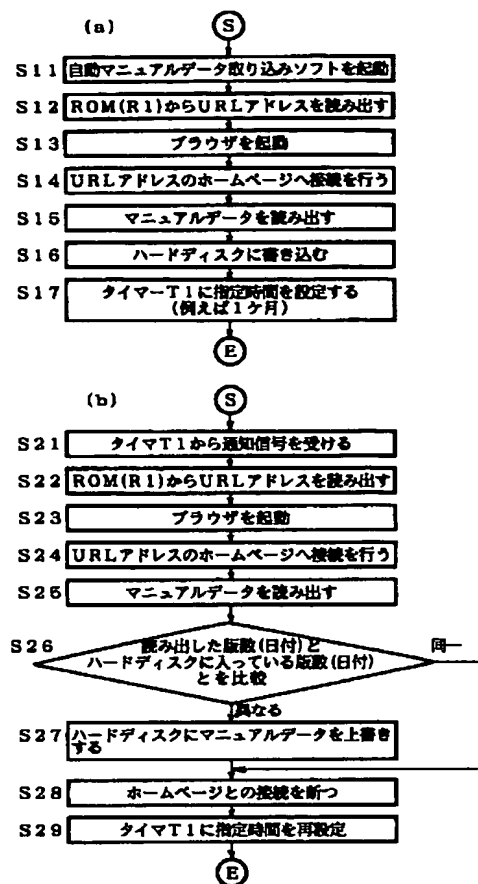 (a)
S
S11 自動マニュアルデータ取り込みソフトを起動
S12 ROM(R1)からURLアドレスを読み出す
S13 ブラウザを起動
S14 URLアドレスのホームページへ接続を行う
S15 マニュアルデータを読み出す
S16 ハードディスクに書き込む
S17 タイマーT1に指定時間を設定する
(例えば1ケ月)
E
(b)
S
S21 タイマT1から通知信号を受ける
S22 ROM(R1)からURLアドレスを読み出す
S23 ブラウザを起動
S24 URLアドレスのホームページへ接続を行う
S25 マニュアルデータを読み出す
S26 読み出した版数(日付)と 同一
ハードディスクに入っている版数(日付)
とを比較
異なる
S27 ハードディスクにマニュアルデータを上書き
する
S28 ホームページとの接続を断つ
S29 タイマT1に指定時間を再設定
E